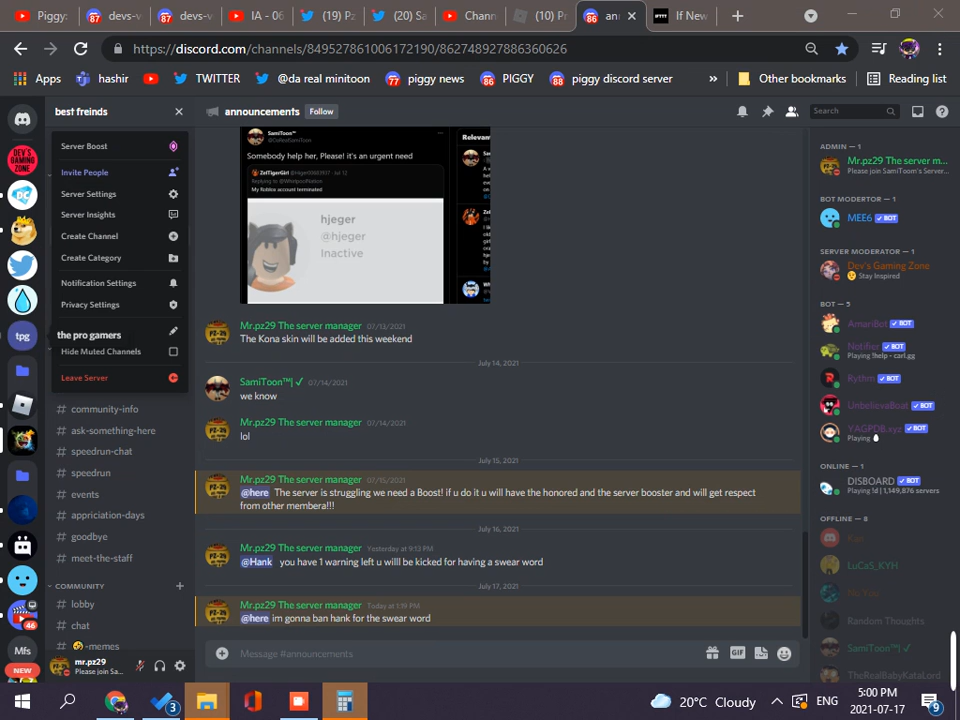 Piggy:
devs-v
devs-v
IA - 06
(19) Pz
(20) Sa
Chann
(10) Pr
an
If New
https://discord.com/channels/849527861006172190/862748927886360626
Apps
hashir
TWITTER
@da real minitoon
piggy news
PIGGY
piggy discord server
»
Other bookmarks
Reading list
best freinds
announcements
Follow
Search
Server Boost
Invite People
Server Settings
Server Insights
Create Channel
Create Category
Notification Settings
Privacy Settings
the pro gamers
Hide Muted Channels
Leave Server
tpg
# community-info
# ask-something-here
# speedrun-chat
# speedrun
# events
# appriciation-days
# goodbye
# meet-the-staff
COMMUNITY
# lobby
# chat
-memes
46
Mfs
NEW
mr.pz29
Please join Sa...
SamiToon™
Somebody help her, Please! it's an urgent need
ZelTigerGirl
Jul 12
My Roblox account terminated
hjeger
@hjeger
Inactive
Relevan
Mr.pz29 The server manager 07/13/2021
The Kona skin will be added this weekend
July 14, 2021
SamiToon™| ✓ 07/14/2021
we know
Mr.pz29 The server manager 07/14/2021
lol
July 15, 2021
Mr.pz29 The server manager 07/15/2021
@here The server is struggling we need a Boost! if u do it u will have the honored and the server booster and will get respect
from other membera!!!
July 16, 2021
Mr.pz29 The server manager Yesterday at 9:13 PM
@Hank you have 1 warning left u willl be kicked for having a swear word
July 17, 2021
Mr.pz29 The server manager Today at 1:19 PM
@here im gonna ban hank for the swear word
Message #announcements
GIF
ADMIN — 1
Mr.pz29 The server m...
Please join SamiToom's Server...
BOT MODERTOR — 1
MEE6 ✓ BOT
SERVER MODERATOR — 1
Dev's Gaming Zone
Stay Inspired
BOT — 5
AmariBot ✓ BOT
Notifier ✓ BOT
Playing !help - carl.gg
Rythm ✓ BOT
UnbelievaBoat ✓ BOT
YAGPDB.xyz ✓ BOT
Playing
ONLINE — 1
DISBOARD ✓ BOT
Playing !d | 1,149,876 servers
OFFLINE — 8
LuCaS_KYH
Random Thoughts
SamiToon™| ✓
TheRealBabyKataLord
3
20°C Cloudy
ENG
5:00 PM
2021-07-17
9